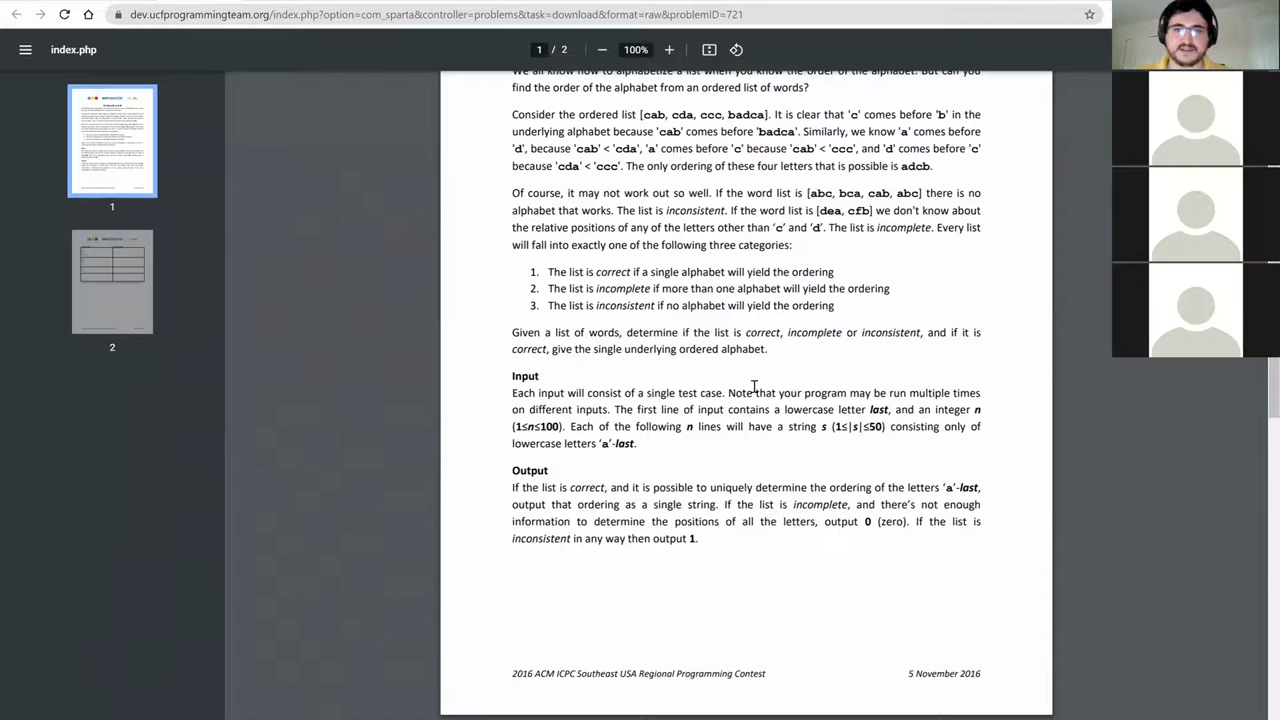 dev.ucfprogrammingteam.org/index.php?option=com_sparta&controller=problems&task=download&format=raw&problemID=721
index.php
1 / 2
100%
We all know how to alphabetize a list when you know the order of the alphabet. But can you
find the order of the alphabet from an ordered list of words?
Consider the ordered list [cab, cda, ccc, badca]. It is clear that 'c' comes before 'b' in the
underlying alphabet because 'cab' comes before 'badca'. Similarly, we know 'a' comes before
'd', because 'cab' < 'cda', 'a' comes before 'c' because 'cab' < 'ccc', and 'd' comes before 'c'
because 'cda' < 'ccc'. The only ordering of these four letters that is possible is adcb.
Of course, it may not work out so well. If the word list is [abc, bca, cab, abc] there is no
alphabet that works. The list is inconsistent. If the word list is [dea, cfb] we don't know about
the relative positions of any of the letters other than 'c' and 'd'. The list is incomplete. Every list
will fall into exactly one of the following three categories:
1. The list is correct if a single alphabet will yield the ordering
2. The list is incomplete if more than one alphabet will yield the ordering
3. The list is inconsistent if no alphabet will yield the ordering
Given a list of words, determine if the list is correct, incomplete or inconsistent, and if it is
correct, give the single underlying ordered alphabet.
Input
Each input will consist of a single test case. Note that your program may be run multiple times
on different inputs. The first line of input contains a lowercase letter last, and an integer n
(1≤n≤100). Each of the following n lines will have a string s (1≤|s|≤50) consisting only of
lowercase letters 'a'-last.
Output
If the list is correct, and it is possible to uniquely determine the ordering of the letters 'a'-last,
output that ordering as a single string. If the list is incomplete, and there's not enough
information to determine the positions of all the letters, output 0 (zero). If the list is
inconsistent in any way then output 1.
2016 ACM ICPC Southeast USA Regional Programming Contest
5 November 2016
1
2